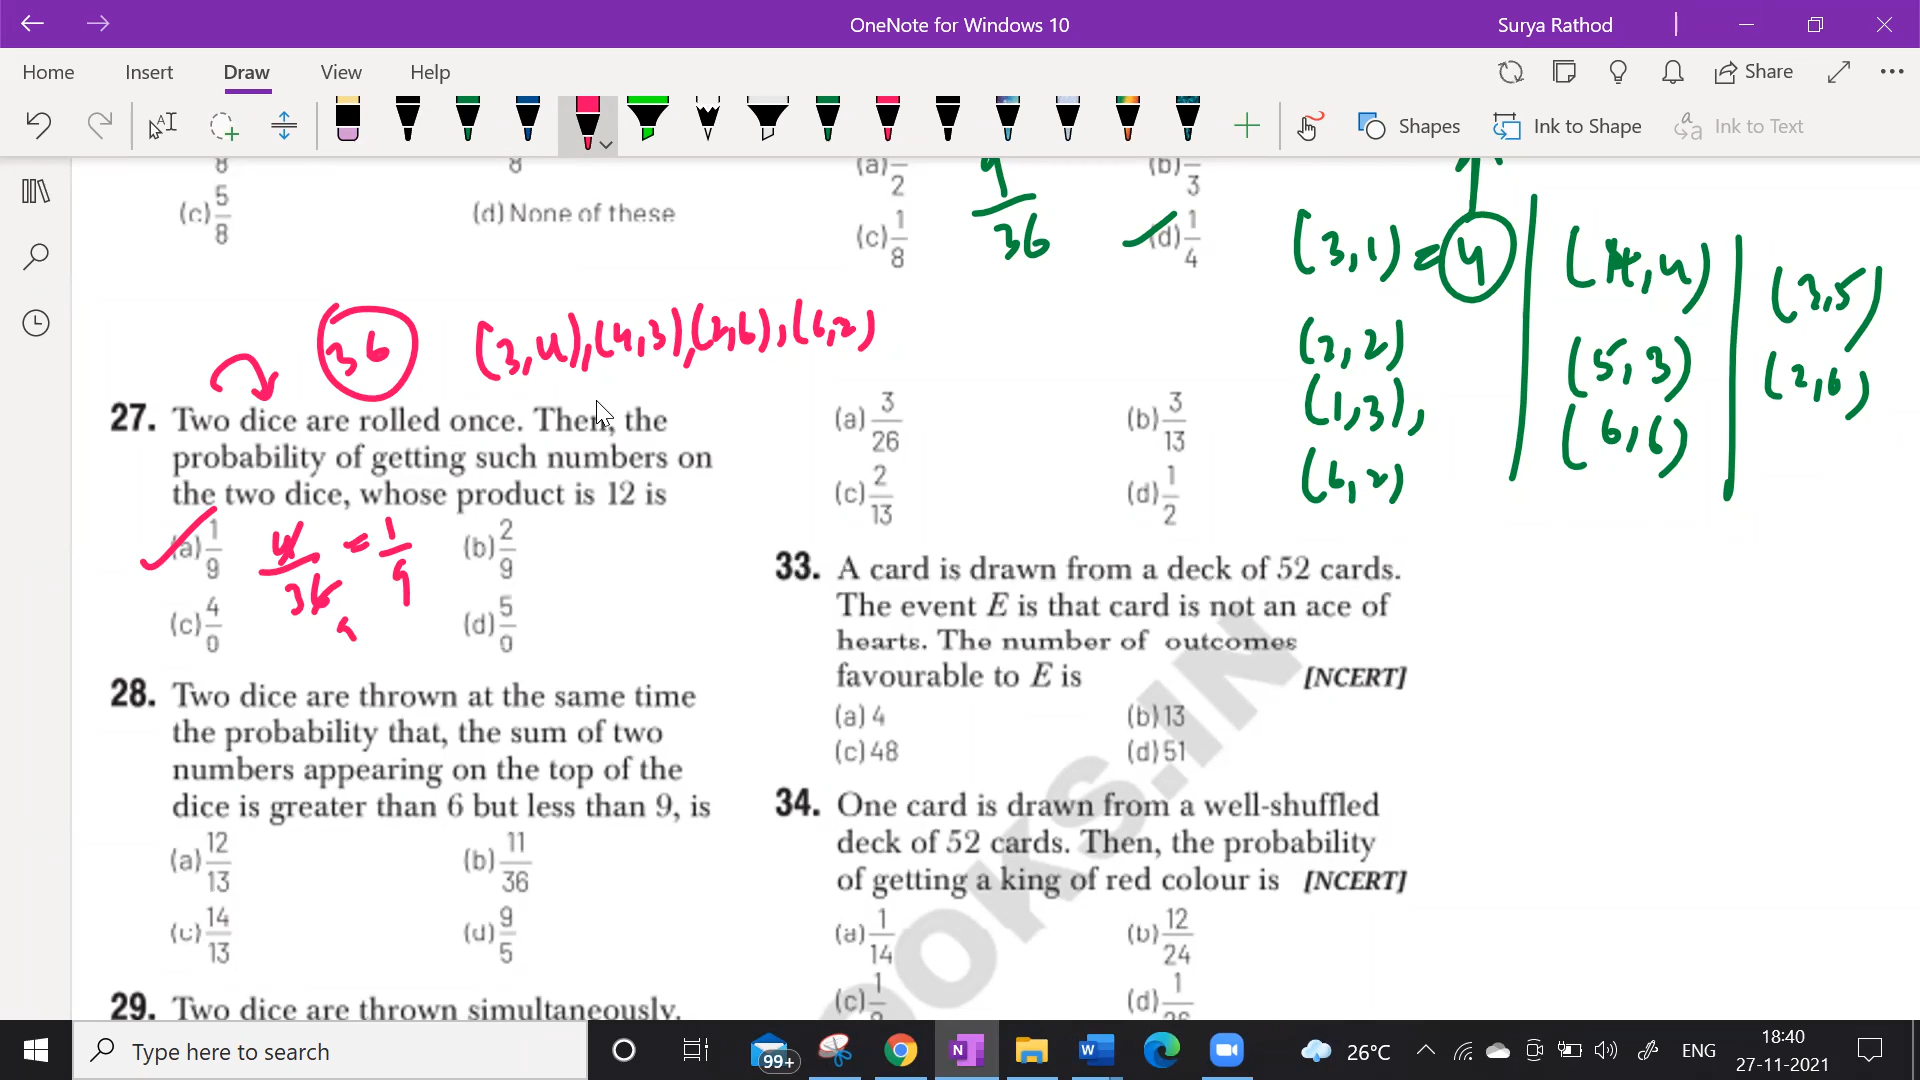 OneNote for Windows 10
Surya Rathod
Home Insert Draw View Help
Share
Shapes
Ink to Shape
Ink to Text
8
8
(c) 5/8
(d) None of these
(a) /2
(b) /3
(c) 1/8
(d) 1/4
9/36
(3,1) = 4
(2,2)
(1,3),
(6,2)
(4,4)
(5,3)
(6,6)
(3,5)
(2,6)
36
(3,4),(4,3),(2,6),(6,2)
27. Two dice are rolled once. Then, the
probability of getting such numbers on
the two dice, whose product is 12 is
(a) 1/9
(b) 2/9
(c) 4/9
(d) 5/9
4/36 = 1/9
9
28. Two dice are thrown at the same time
the probability that, the sum of two
numbers appearing on the top of the
dice is greater than 6 but less than 9, is
(a) 12/13
(b) 11/36
(c) 14/13
(d) 9/5
29. Two dice are thrown simultaneously.
(a) 3/26
(b) 3/13
(c) 2/13
(d) 1/2
33. A card is drawn from a deck of 52 cards.
The event E is that card is not an ace of
hearts. The number of outcomes
favourable to E is [NCERT]
(a) 4
(b) 13
(c) 48
(d) 51
34. One card is drawn from a well-shuffled
deck of 52 cards. Then, the probability
of getting a king of red colour is [NCERT]
(a) 1/14
(b) 12/24
(c) 1/
(d) 1/
OOKS.IN
Type here to search
99+
26°C
ENG
18:40
27-11-2021